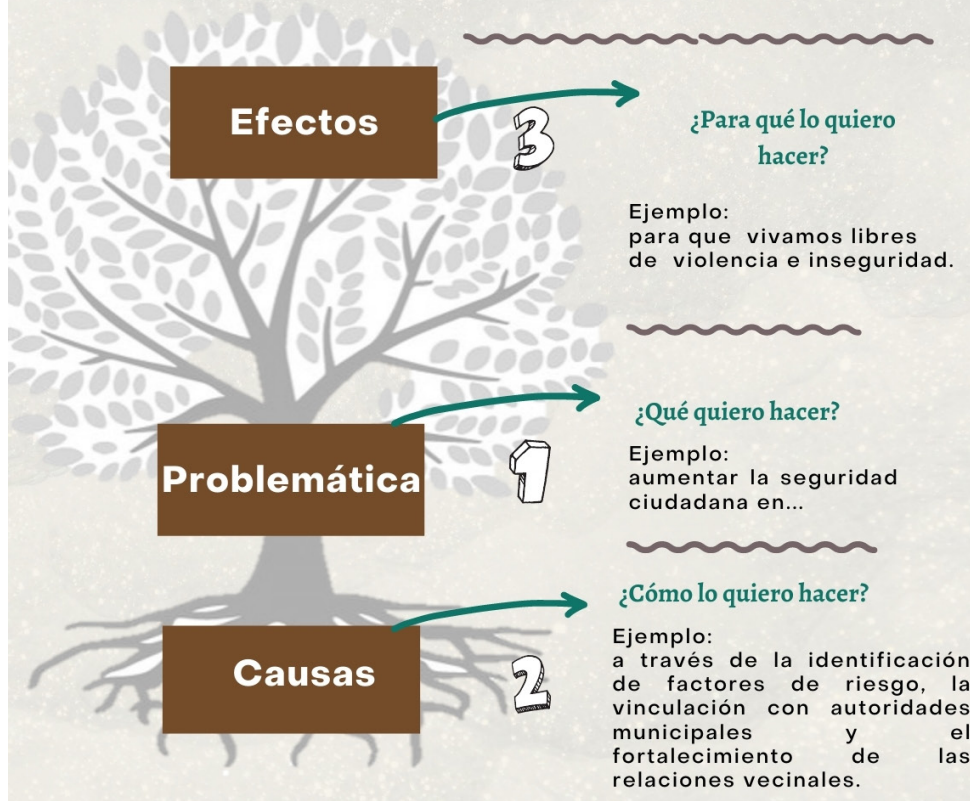 Efectos
3
¿Para qué lo quiero
hacer?
Ejemplo:
para que vivamos libres
de violencia e inseguridad.
Problemática
1
¿Qué quiero hacer?
Ejemplo:
aumentar la seguridad
ciudadana en...
Causas
2
¿Cómo lo quiero hacer?
Ejemplo:
a través de la identificación
de factores de riesgo, la
vinculación con autoridades
municipales y el
fortalecimiento de las
relaciones vecinales.